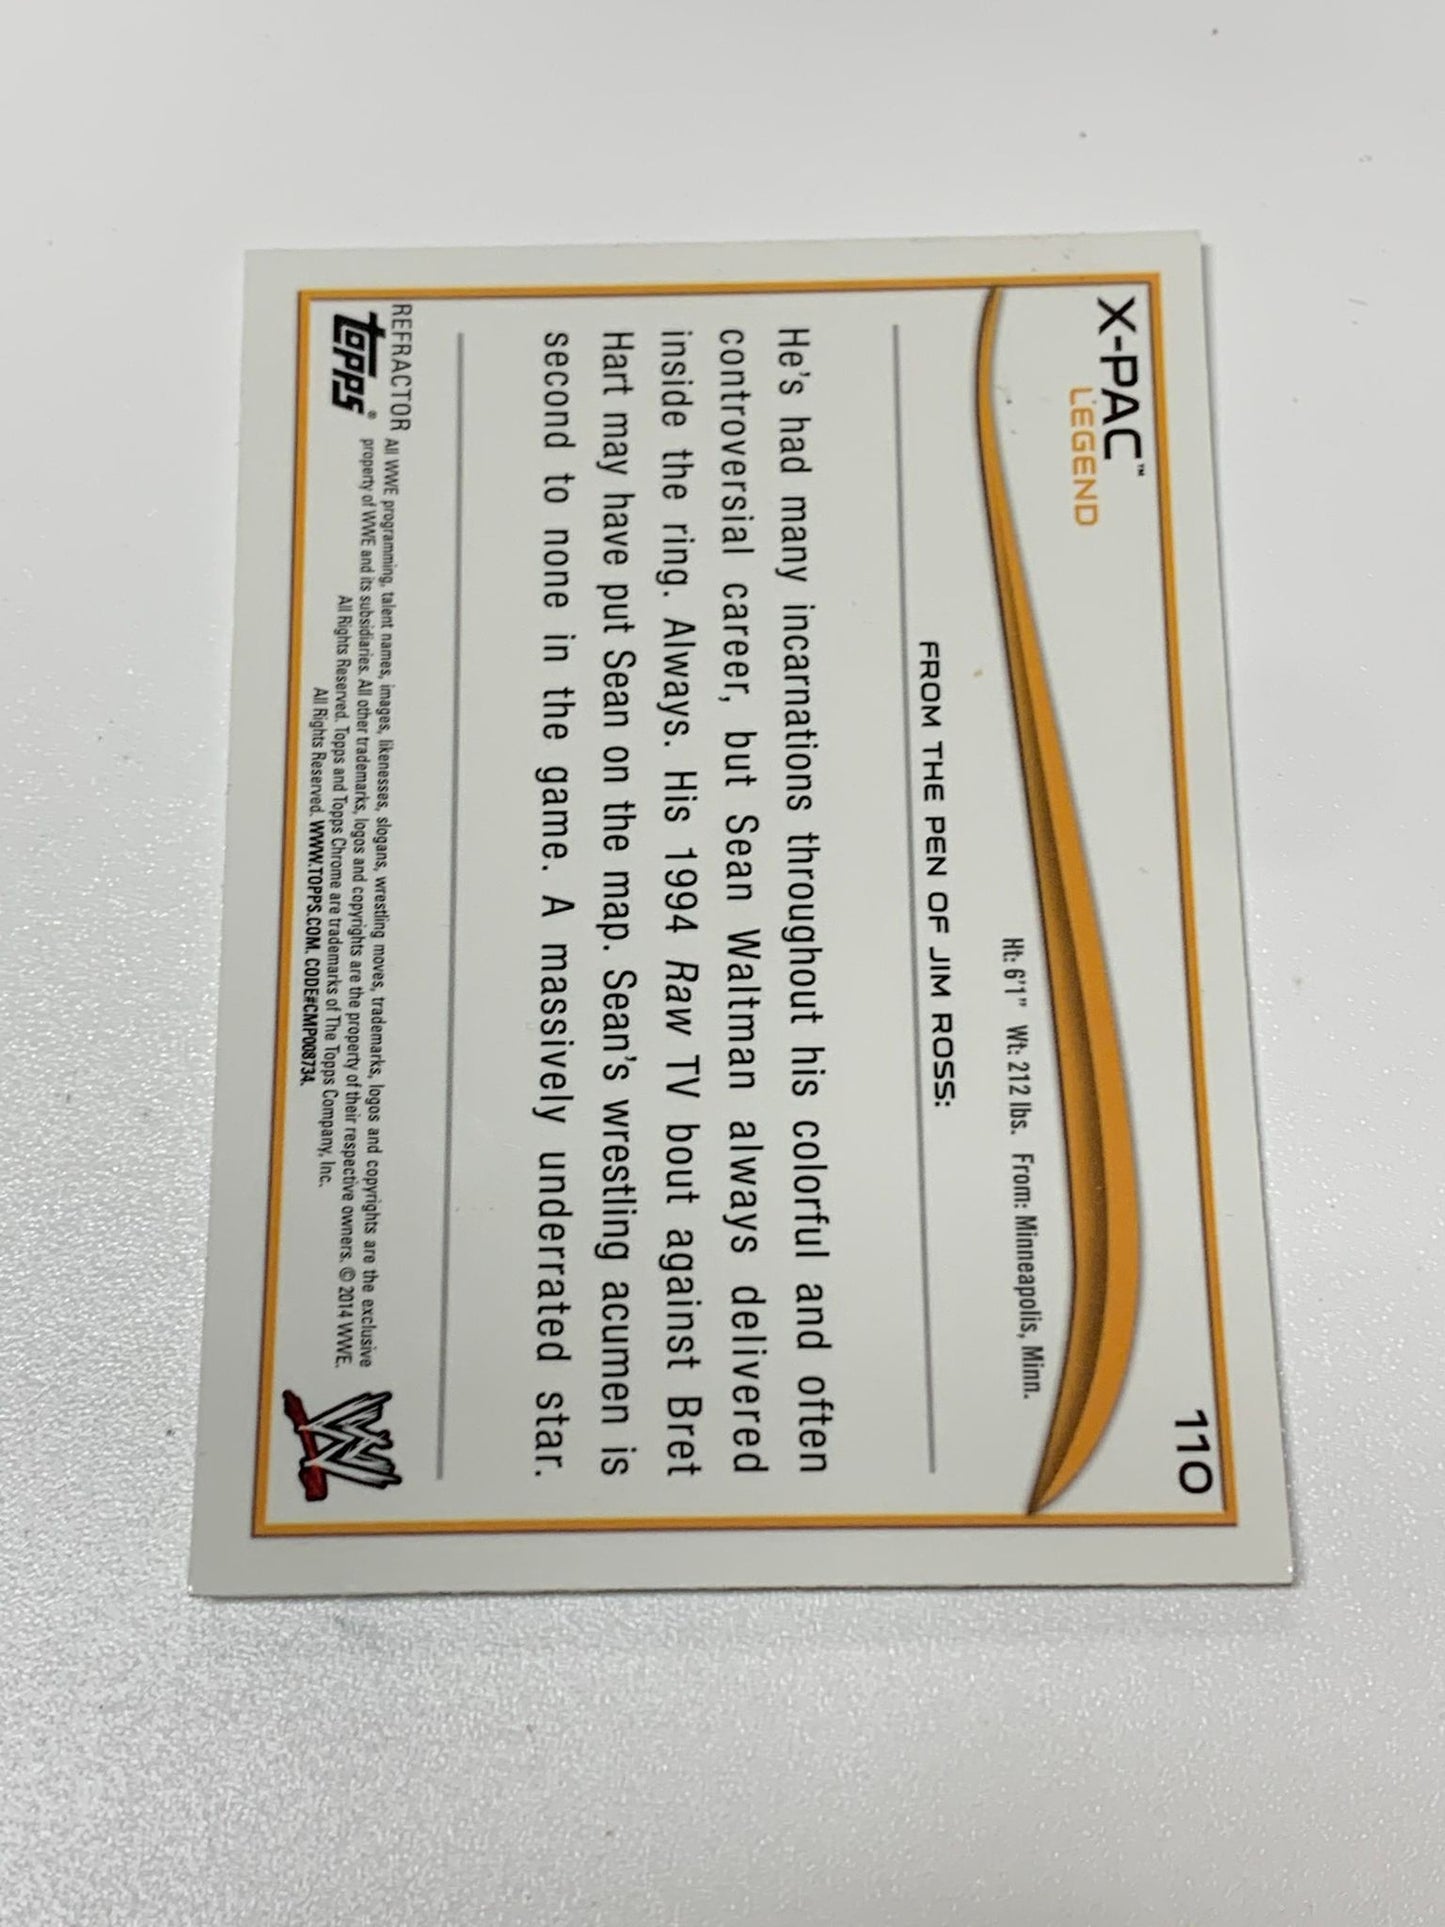 X-PAC™
LEGEND
110
Ht: 6'1" Wt: 212 lbs. From: Minneapolis, Minn.
FROM THE PEN OF JIM ROSS:
He's had many incarnations throughout his colorful and often
controversial career, but Sean Waltman always delivered
inside the ring. Always. His 1994 Raw TV bout against Bret
Hart may have put Sean on the map. Sean's wrestling acumen is
second to none in the game. A massively underrated star.
REFRACTOR
topps®
All WWE programming, talent names, images, likenesses, slogans, wrestling moves, trademarks, logos and copyrights are the exclusive
property of WWE and its subsidiaries. All other trademarks, logos and copyrights are the property of their respective owners. © 2014 WWE.
All Rights Reserved. Topps and Topps Chrome are trademarks of The Topps Company, Inc.
All Rights Reserved. WWW.TOPPS.COM. CODE#CMP008734.
W